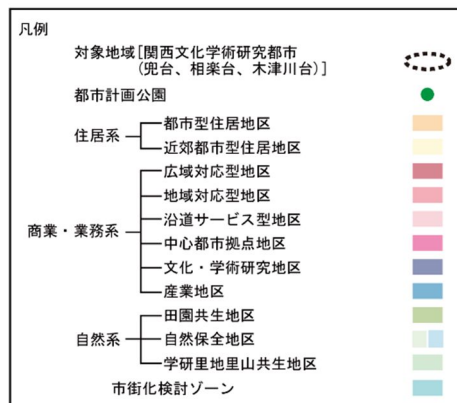 凡例
対象地域[関西文化学術研究都市
(兜台、相楽台、木津川台)]
都市計画公園
住居系
都市型住居地区
近郊都市型住居地区
商業・業務系
広域対応型地区
地域対応型地区
沿道サービス型地区
中心都市拠点地区
文化・学術研究地区
産業地区
自然系
田園共生地区
自然保全地区
学研里地里山共生地区
市街化検討ゾーン